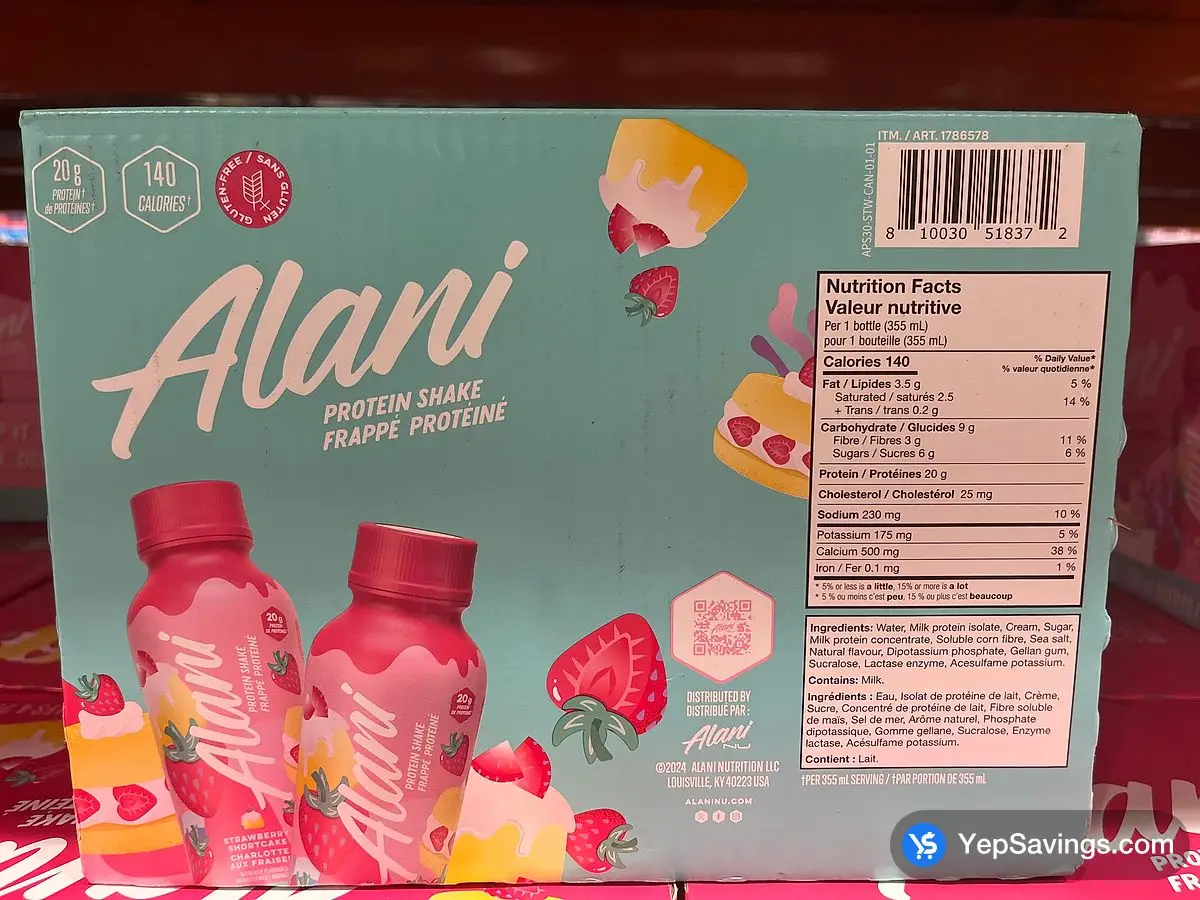 20 g
PROTEIN†
de PROTÉINES†
140
CALORIES†
GLUTEN-FREE / SANS GLUTEN
Alani
PROTEIN SHAKE
FRAPPÉ PROTÉINÉ
ITM. / ART. 1786578
APS30-STW-CAN-01-01
8 10030 51837 2
Nutrition Facts
Valeur nutritive
Per 1 bottle (355 mL)
pour 1 bouteille (355 mL)
Calories 140
% Daily Value*
% valeur quotidienne*
Fat / Lipides 3.5 g 5 %
Saturated / saturés 2.5
+ Trans / trans 0.2 g 14 %
Carbohydrate / Glucides 9 g
Fibre / Fibres 3 g 11 %
Sugars / Sucres 6 g 6 %
Protein / Protéines 20 g
Cholesterol / Cholestérol 25 mg
Sodium 230 mg 10 %
Potassium 175 mg 5 %
Calcium 500 mg 38 %
Iron / Fer 0.1 mg 1 %
* 5% or less is a little, 15% or more is a lot
* 5 % ou moins c'est peu, 15 % ou plus c'est beaucoup
Ingredients: Water, Milk protein isolate, Cream, Sugar,
Milk protein concentrate, Soluble corn fibre, Sea salt,
Natural flavour, Dipotassium phosphate, Gellan gum,
Sucralose, Lactase enzyme, Acesulfame potassium.
Contains: Milk.
Ingrédients : Eau, Isolat de protéine de lait, Crème,
Sucre, Concentré de protéine de lait, Fibre soluble
de maïs, Sel de mer, Arôme naturel, Phosphate
dipotassique, Gomme gellane, Sucralose, Enzyme
lactase, Acésulfame potassium.
Contient : Lait.
†PER 355 mL SERVING / †PAR PORTION DE 355 mL
DISTRIBUTED BY
DISTRIBUÉ PAR :
Alani
NU
©2024 ALANI NUTRITION LLC
LOUISVILLE, KY 40223 USA
ALANINU.COM
20g
Alani
PROTEIN SHAKE
FRAPPÉ PROTÉINÉ
STRAWBERRY
SHORTCAKE
CHARLOTTE
AUX FRAISES
20g
Alani
PROTEIN SHAKE
FRAPPÉ PROTÉINÉ
YepSavings.com